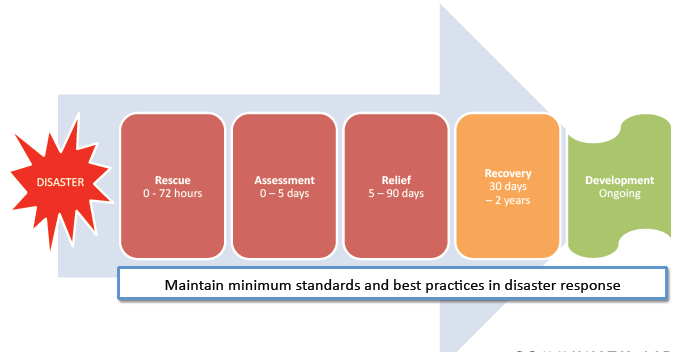 DISASTER
Rescue
0 - 72 hours
Assessment
0 – 5 days
Relief
5 – 90 days
Recovery
30 days
– 2 years
Development
Ongoing
Maintain minimum standards and best practices in disaster response